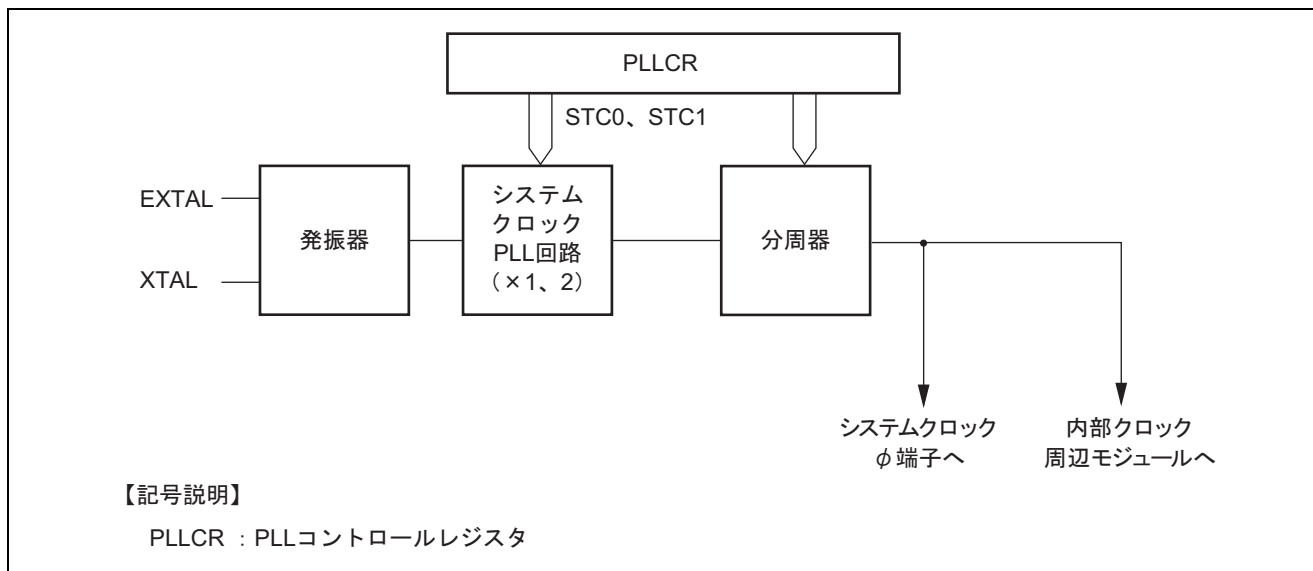 PLLCR
STC0、STC1
EXTAL
XTAL
発振器
システム
クロック
PLL回路
(×1、2)
分周器
システムクロック
φ端子へ
内部クロック
周辺モジュールへ
【記号説明】
PLLCR :PLLコントロールレジスタ